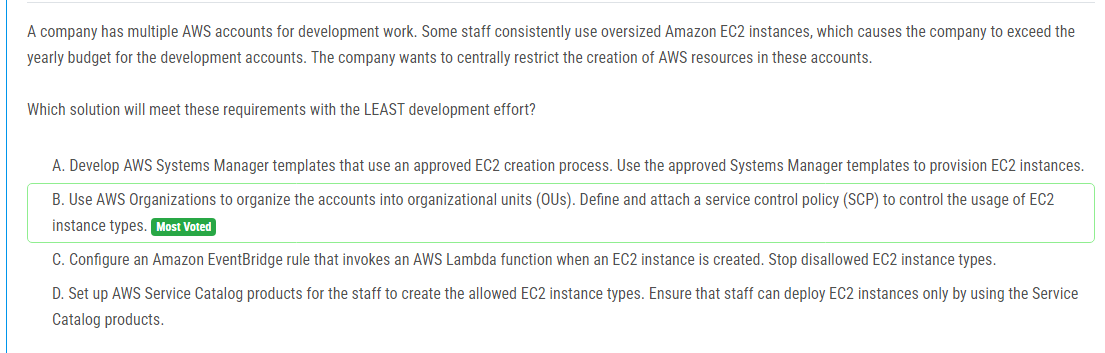 A company has multiple AWS accounts for development work. Some staff consistently use oversized Amazon EC2 instances, which causes the company to exceed the
yearly budget for the development accounts. The company wants to centrally restrict the creation of AWS resources in these accounts.
Which solution will meet these requirements with the LEAST development effort?
A. Develop AWS Systems Manager templates that use an approved EC2 creation process. Use the approved Systems Manager templates to provision EC2 instances.
B. Use AWS Organizations to organize the accounts into organizational units (OUs). Define and attach a service control policy (SCP) to control the usage of EC2
instance types. Most Voted
C. Configure an Amazon EventBridge rule that invokes an AWS Lambda function when an EC2 instance is created. Stop disallowed EC2 instance types.
D. Set up AWS Service Catalog products for the staff to create the allowed EC2 instance types. Ensure that staff can deploy EC2 instances only by using the Service
Catalog products.